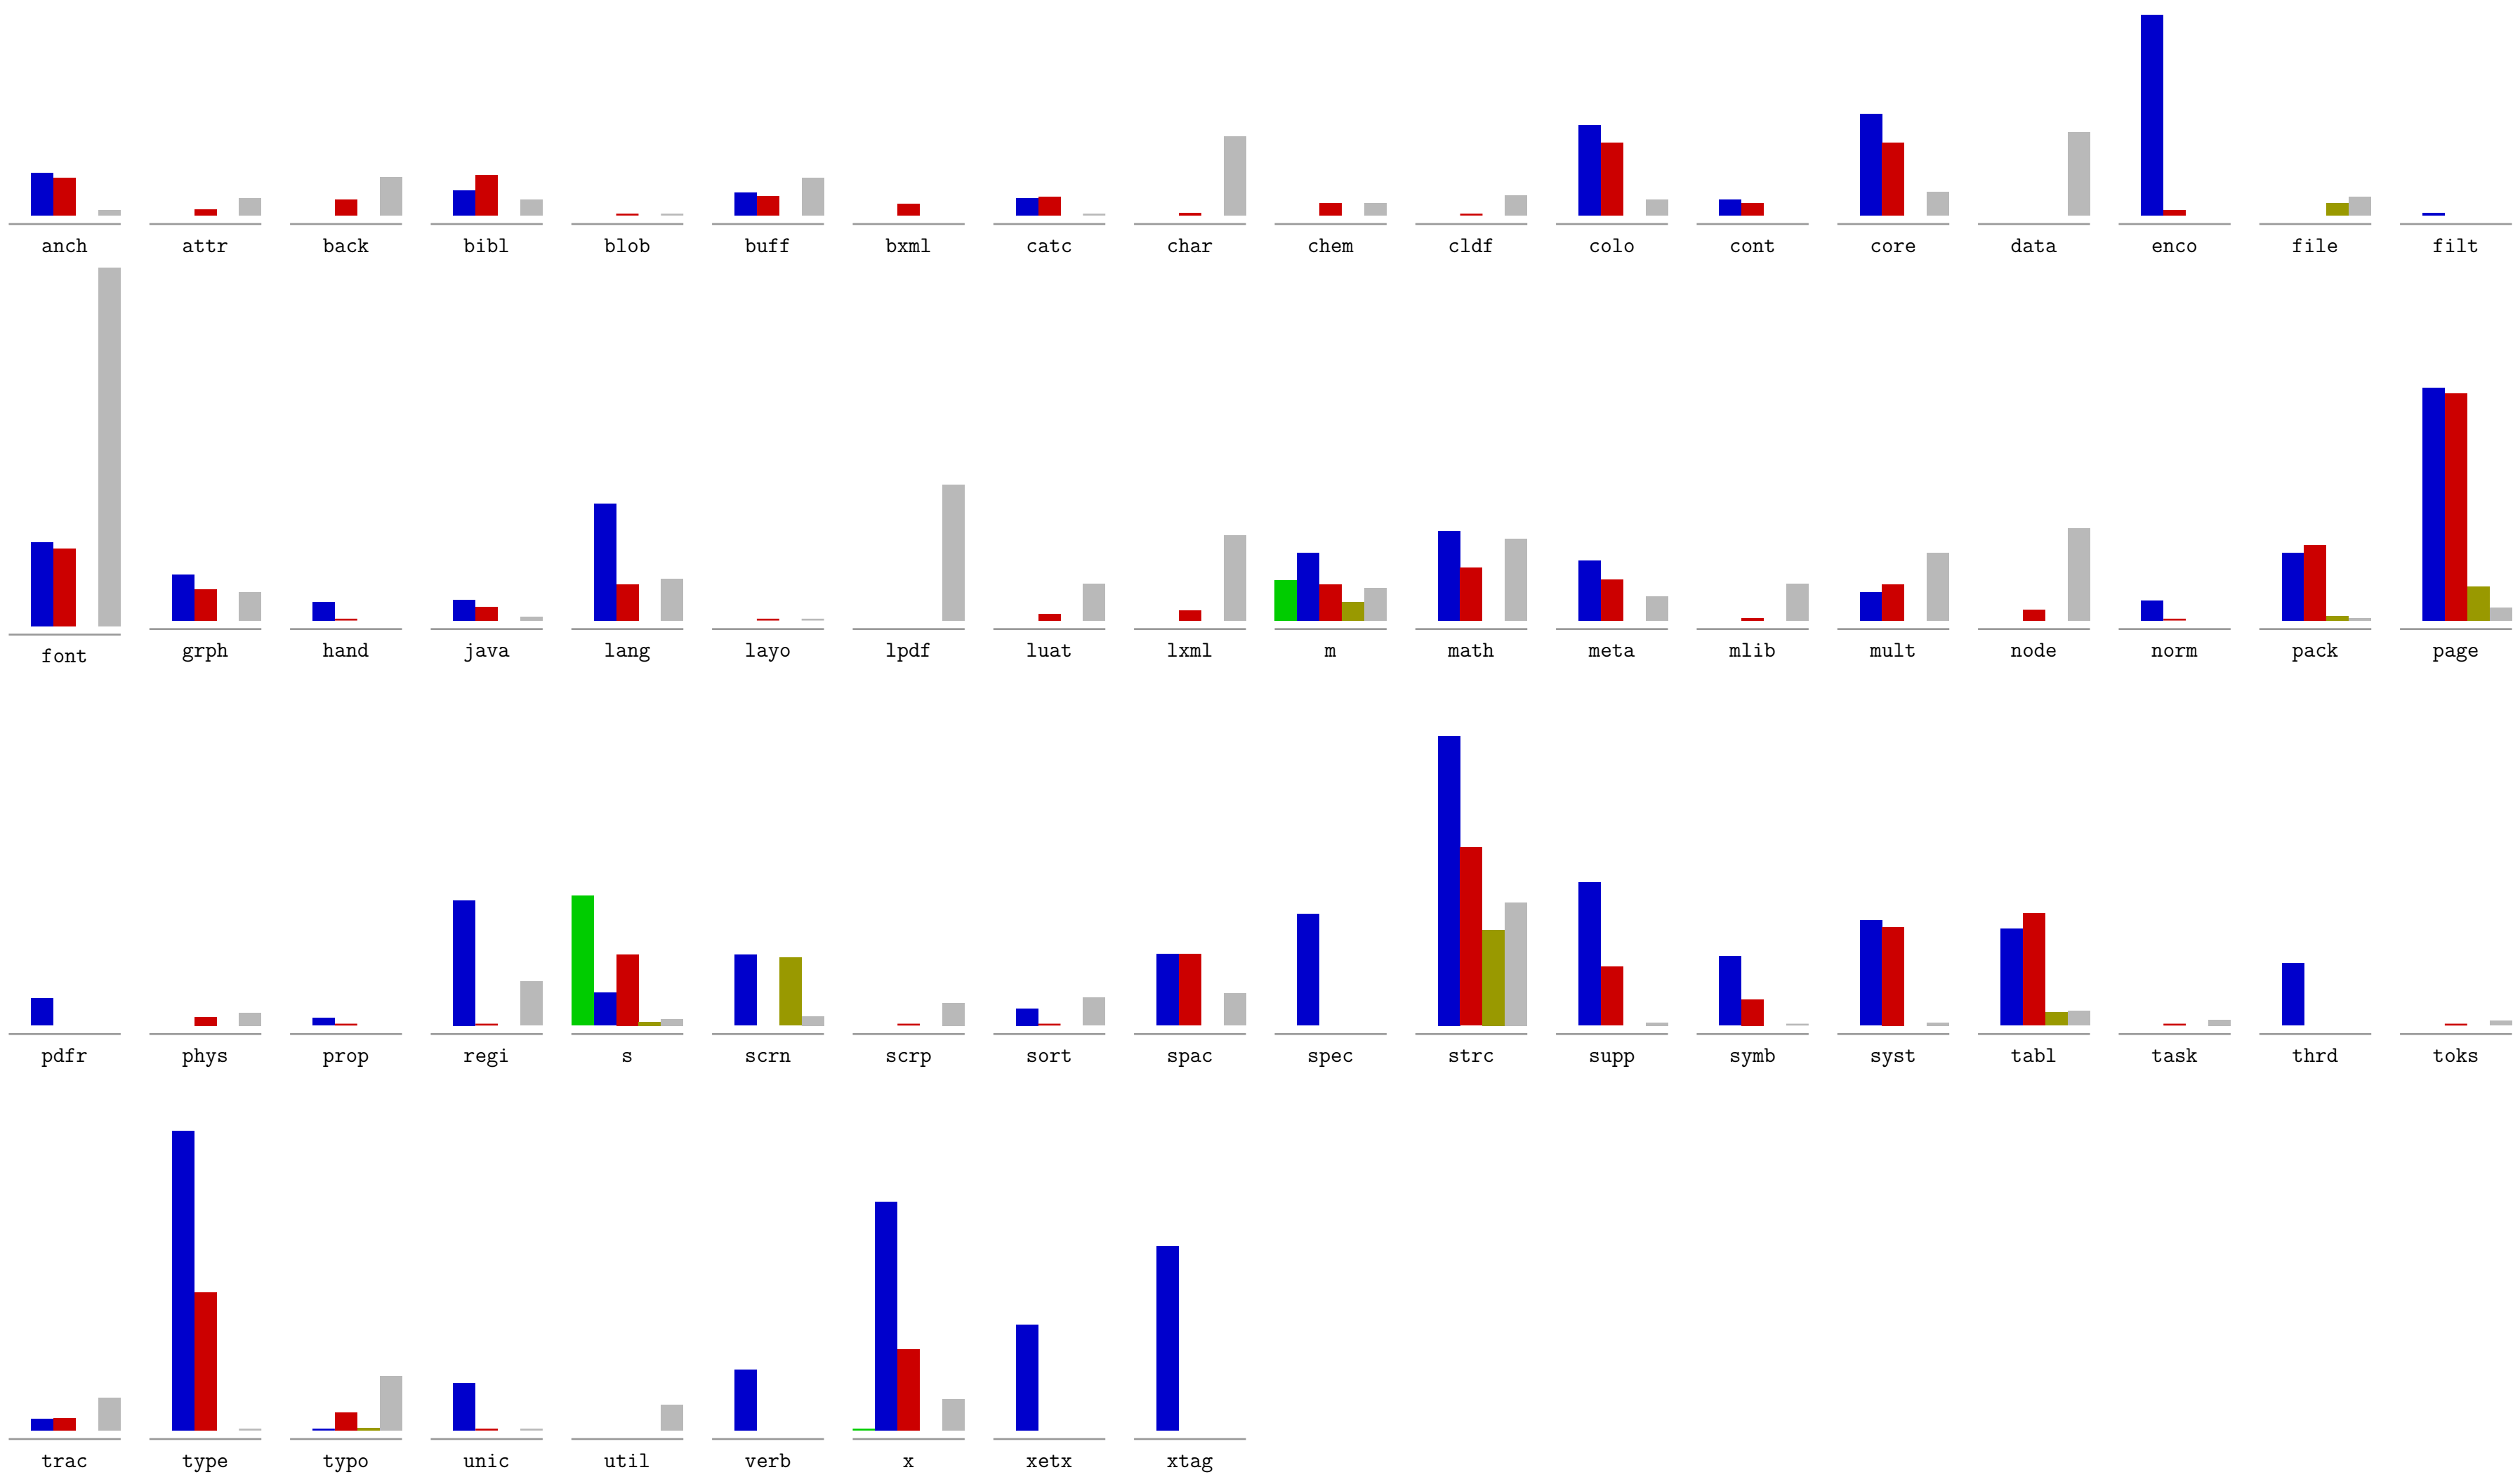 anch attr back bibl blob buff bxml catc char chem cldf colo cont core data enco file filt
font grph hand java lang layo lpdf luat lxml m math meta mlib mult node norm pack page
pdfr phys prop regi s scrn scrp sort spac spec strc supp symb syst tabl task thrd toks
trac type typo unic util verb x xetx xtag